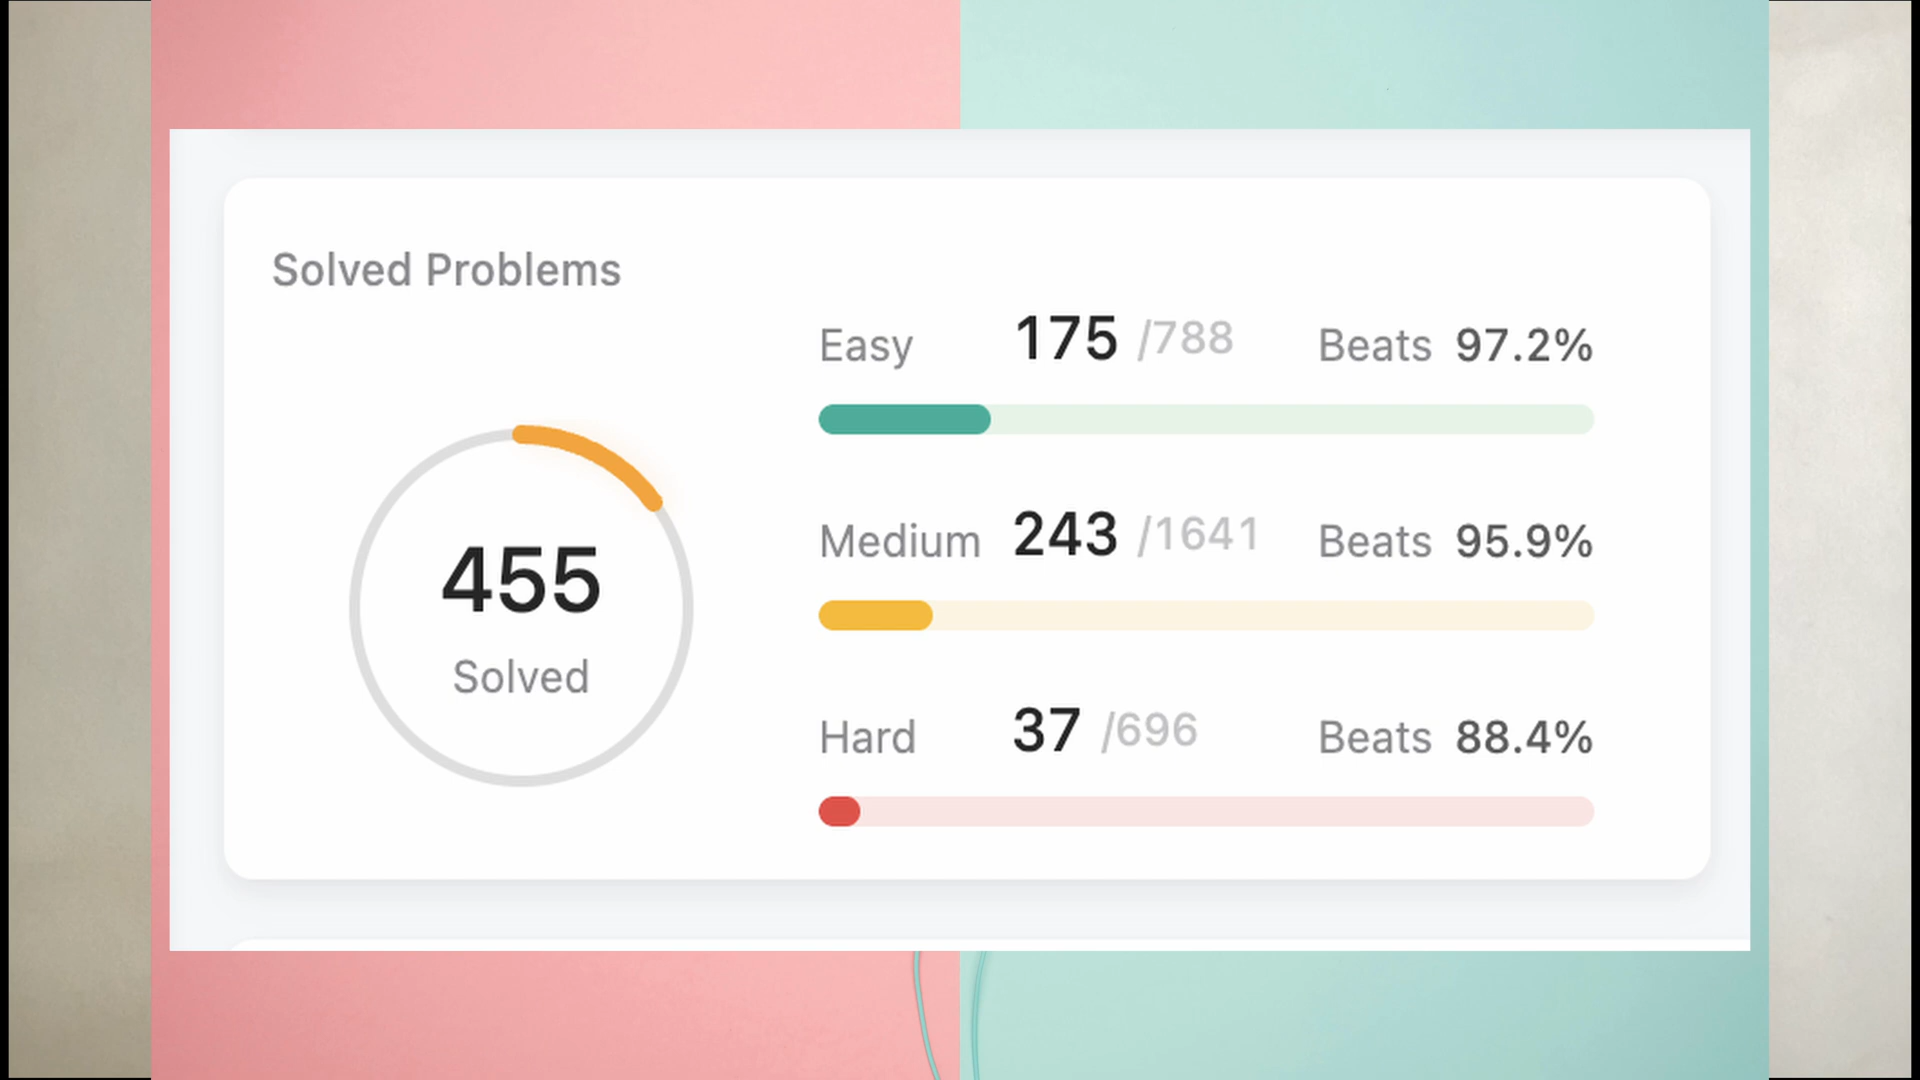 Solved Problems
455
Solved
Easy 175 /788 Beats 97.2%
Medium 243 /1641 Beats 95.9%
Hard 37 /696 Beats 88.4%